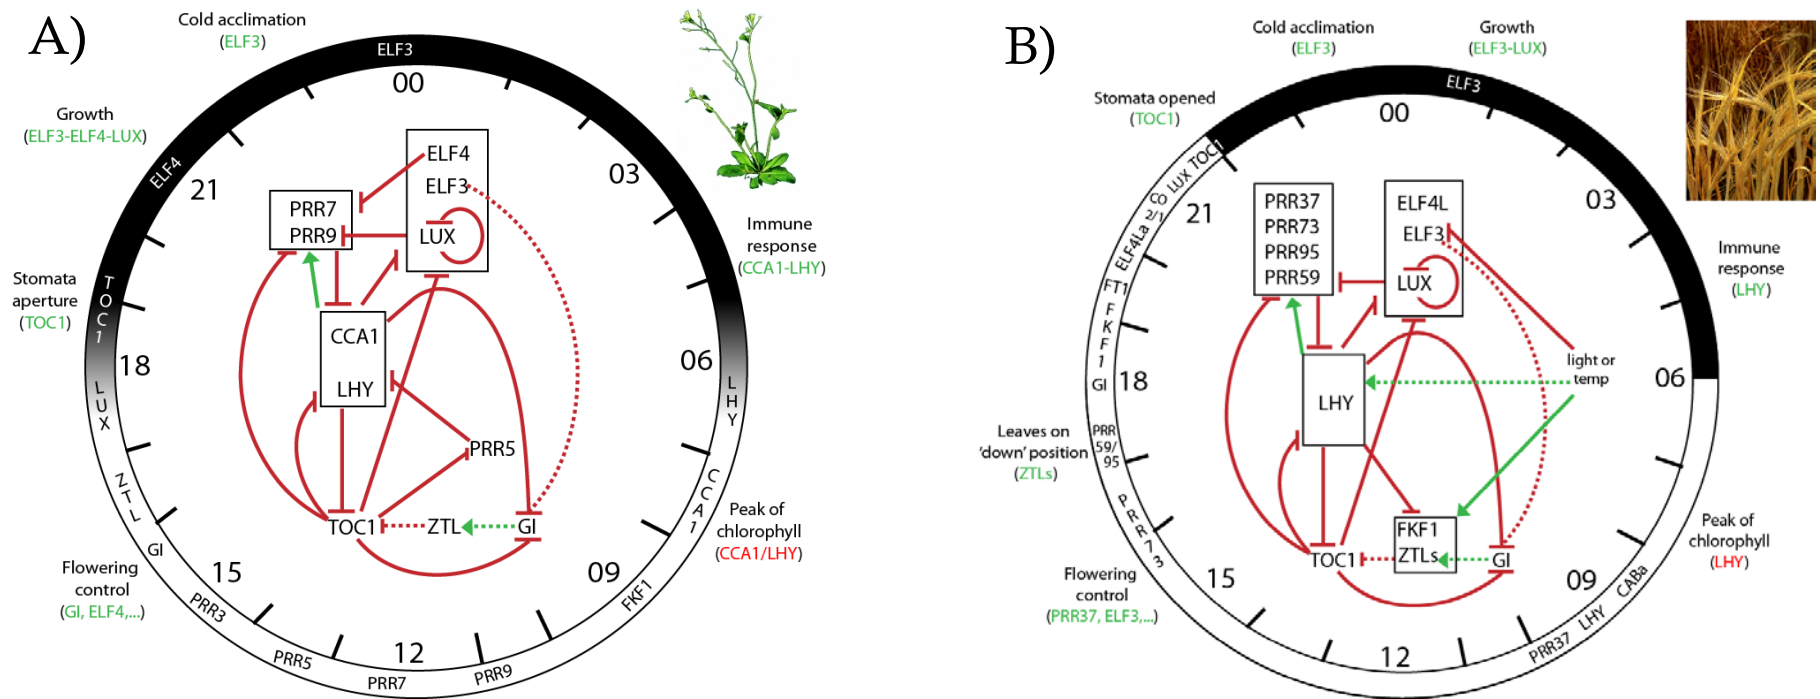 A)
Cold acclimation
(ELF3)
ELF3
00
Growth
(ELF3-ELF4-LUX)
ELF4
21
03
ELF4
ELF3
LUX
PRR7
PRR9
Immune
response
(CCA1-LHY)
Stomata
aperture
(TOC1)
TOC1
18
CCA1
LHY
06
LUX
LHY
PRR5
ZTL
CCA1
TOC1
ZTL
GI
Peak of
chlorophyll
(CCA1/LHY)
GI
Flowering
control
(GI, ELF4,...)
15
09
PRR3
FKF1
PRR5
12
PRR7
PRR9
B)
Cold acclimation
(ELF3)
Growth
(ELF3-LUX)
ELF3
Stomata opened
(TOC1)
00
TOC1
LUX
CO
2/1
21
03
PRR37
PRR73
PRR95
PRR59
ELF4L
ELF3
LUX
ELF4La
Immune
response
(LHY)
FT1
FKF1
GI
18
light or
temp
06
LHY
Leaves on
'down' position
(ZTLs)
PRR
59/
95
PRR73
FKF1
ZTLs
TOC1
GI
Peak of
chlorophyll
(LHY)
Flowering
control
(PRR37, ELF3,...)
15
09
CABa
LHY
12
PRR37